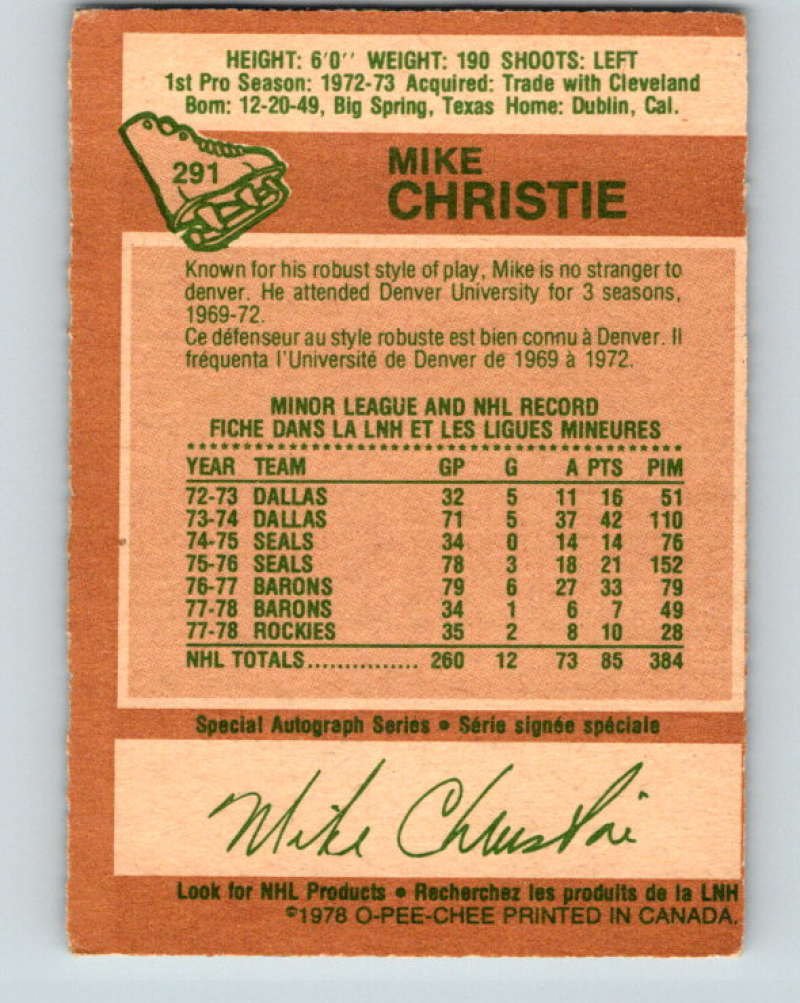 HEIGHT: 6'0'' WEIGHT: 190 SHOOTS: LEFT
1st Pro Season: 1972-73 Acquired: Trade with Cleveland
Born: 12-20-49, Big Spring, Texas Home: Dublin, Cal.
291
MIKE
CHRISTIE
Known for his robust style of play, Mike is no stranger to
denver. He attended Denver University for 3 seasons,
1969-72.
Ce défenseur au style robuste est bien connu à Denver. Il
fréquenta l'Université de Denver de 1969 à 1972.
MINOR LEAGUE AND NHL RECORD
FICHE DANS LA LNH ET LES LIGUES MINEURES
YEAR TEAM GP G A PTS PIM
72-73 DALLAS 32 5 11 16 51
73-74 DALLAS 71 5 37 42 110
74-75 SEALS 34 0 14 14 76
75-76 SEALS 78 3 18 21 152
76-77 BARONS 79 6 27 33 79
77-78 BARONS 34 1 6 7 49
77-78 ROCKIES 35 2 8 10 28
NHL TOTALS............... 260 12 73 85 384
Special Autograph Series • Série signée spéciale
Mike Christie
Look for NHL Products • Recherchez les produits de la LNH
©1978 O-PEE-CHEE PRINTED IN CANADA.